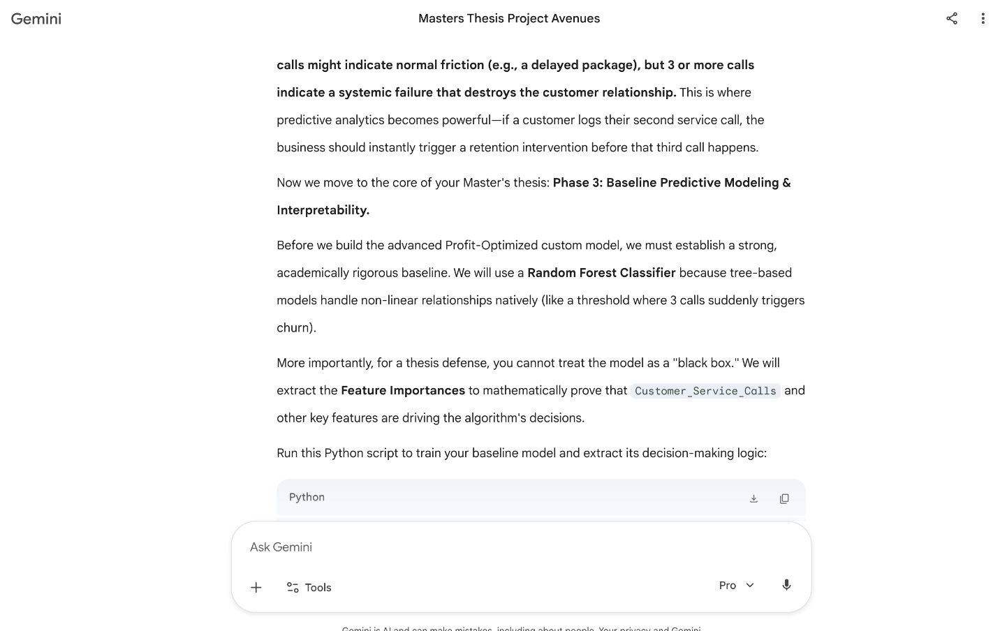 Gemini
Masters Thesis Project Avenues
calls might indicate normal friction (e.g., a delayed package), but 3 or more calls
indicate a systemic failure that destroys the customer relationship. This is where
predictive analytics becomes powerful—if a customer logs their second service call, the
business should instantly trigger a retention intervention before that third call happens.
Now we move to the core of your Master's thesis: Phase 3: Baseline Predictive Modeling &
Interpretability.
Before we build the advanced Profit-Optimized custom model, we must establish a strong,
academically rigorous baseline. We will use a Random Forest Classifier because tree-based
models handle non-linear relationships natively (like a threshold where 3 calls suddenly triggers
churn).
More importantly, for a thesis defense, you cannot treat the model as a "black box." We will
extract the Feature Importances to mathematically prove that Customer_Service_Calls and
other key features are driving the algorithm's decisions.
Run this Python script to train your baseline model and extract its decision-making logic:
Python
Ask Gemini
Tools
Pro
Gemini is AI and can make mistakes, including about people. Your privacy and Gemini